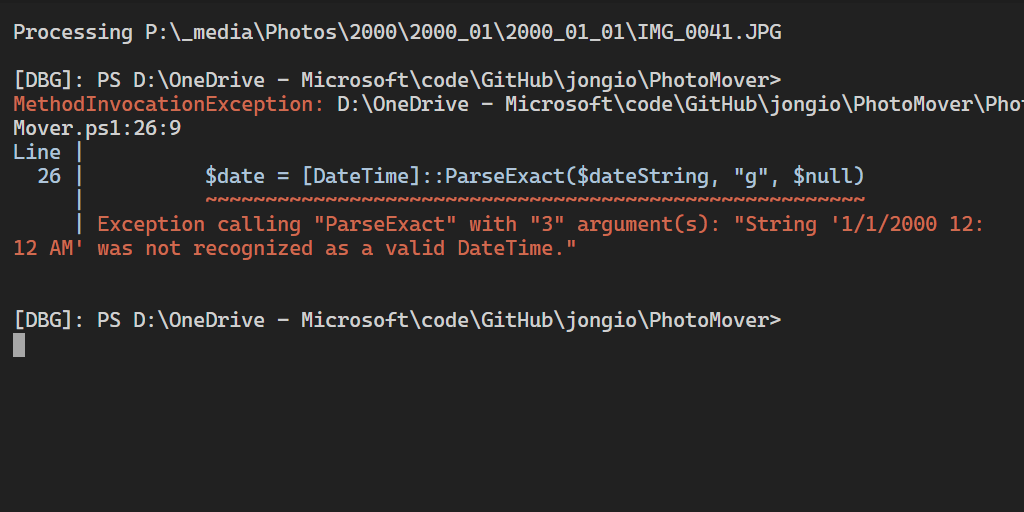 Processing P:\_media\Photos\2000\2000_01\2000_01_01\IMG_0041.JPG
[DBG]: PS D:\OneDrive - Microsoft\code\GitHub\jongio\PhotoMover>
MethodInvocationException: D:\OneDrive - Microsoft\code\GitHub\jongio\PhotoMover\Pho
Mover.ps1:26:9
Line |
26 | $date = [DateTime]::ParseExact($dateString, "g", $null)
| ~~~~~~~~~~~~~~~~~~~~~~~~~~~~~~~~~~~~~~~~~~~~~~~~~~~~~~~
| Exception calling "ParseExact" with "3" argument(s): "String '1/1/2000 12:
12 AM' was not recognized as a valid DateTime."
[DBG]: PS D:\OneDrive - Microsoft\code\GitHub\jongio\PhotoMover>